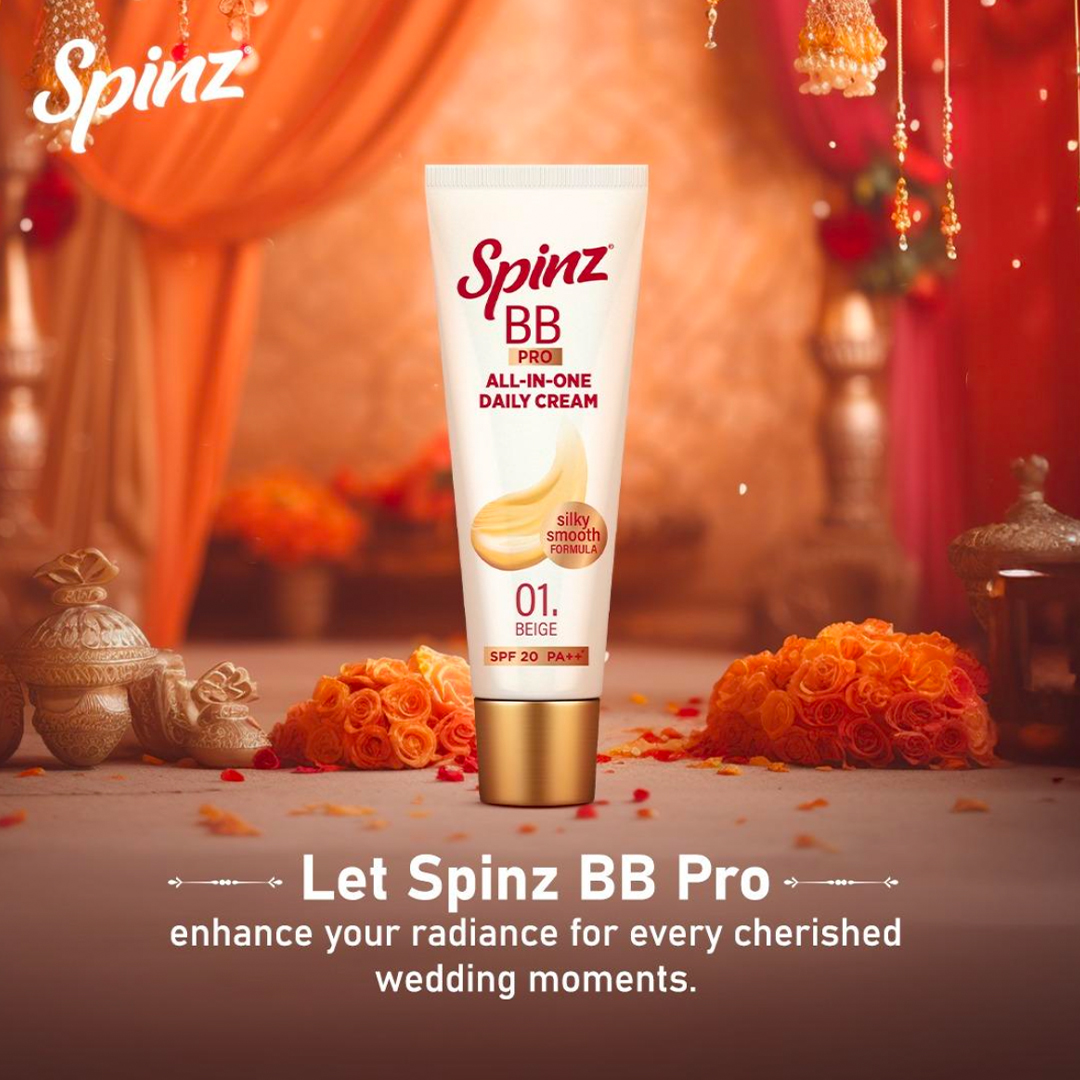 Spinz
Spinz®
BB
PRO
ALL-IN-ONE
DAILY CREAM
silky
smooth
FORMULA
01.
BEIGE
SPF 20 PA++
Let Spinz BB Pro
enhance your radiance for every cherished
wedding moments.